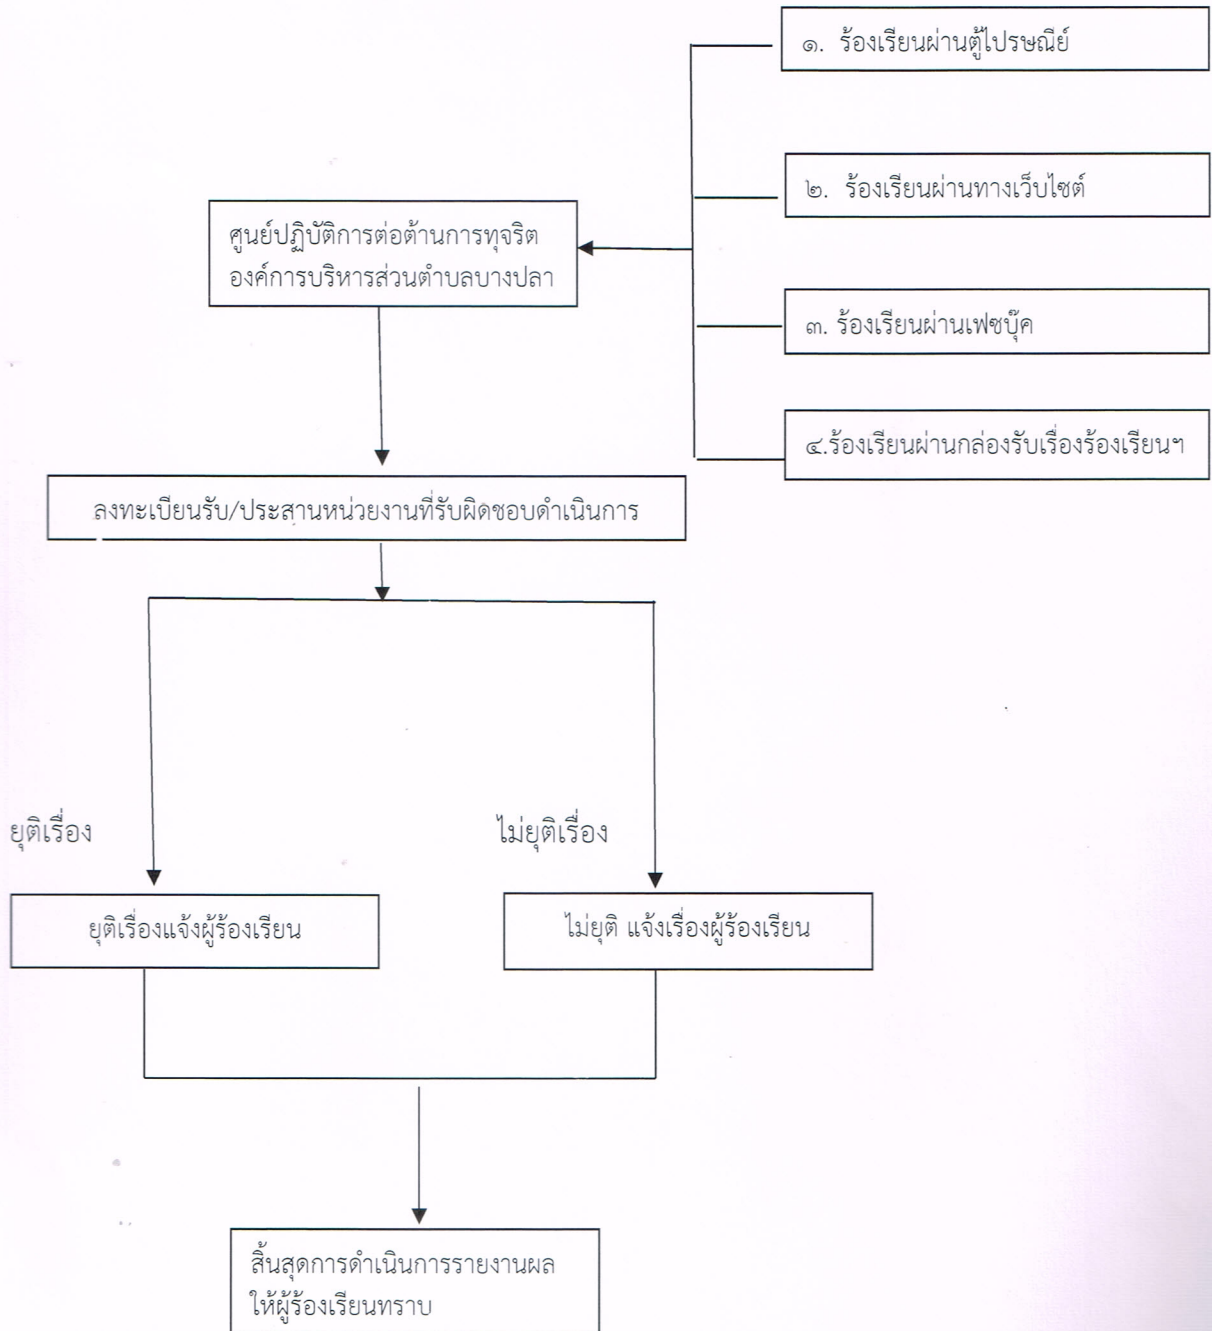 ๑. ร้องเรียนผ่านตู้ไปรษณีย์
๒. ร้องเรียนผ่านทางเว็บไซต์
ศูนย์ปฏิบัติการต่อต้านการทุจริต
องค์การบริหารส่วนตำบลบางปลา
๓. ร้องเรียนผ่านเฟซบุ๊ค
๔.ร้องเรียนผ่านกล่องรับเรื่องร้องเรียนฯ
ลงทะเบียนรับ/ประสานหน่วยงานที่รับผิดชอบดำเนินการ
ยุติเรื่อง
ไม่ยุติเรื่อง
ยุติเรื่องแจ้งผู้ร้องเรียน
ไม่ยุติ แจ้งเรื่องผู้ร้องเรียน
สิ้นสุดการดำเนินการรายงานผล
ให้ผู้ร้องเรียนทราบ